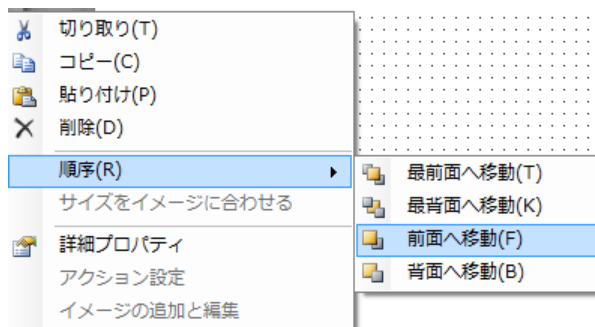 切り取り(T)
コピー(C)
貼り付け(P)
削除(D)
順序(R)
サイズをイメージに合わせる
詳細プロパティ
アクション設定
イメージの追加と編集
最前面へ移動(T)
最背面へ移動(K)
前面へ移動(F)
背面へ移動(B)